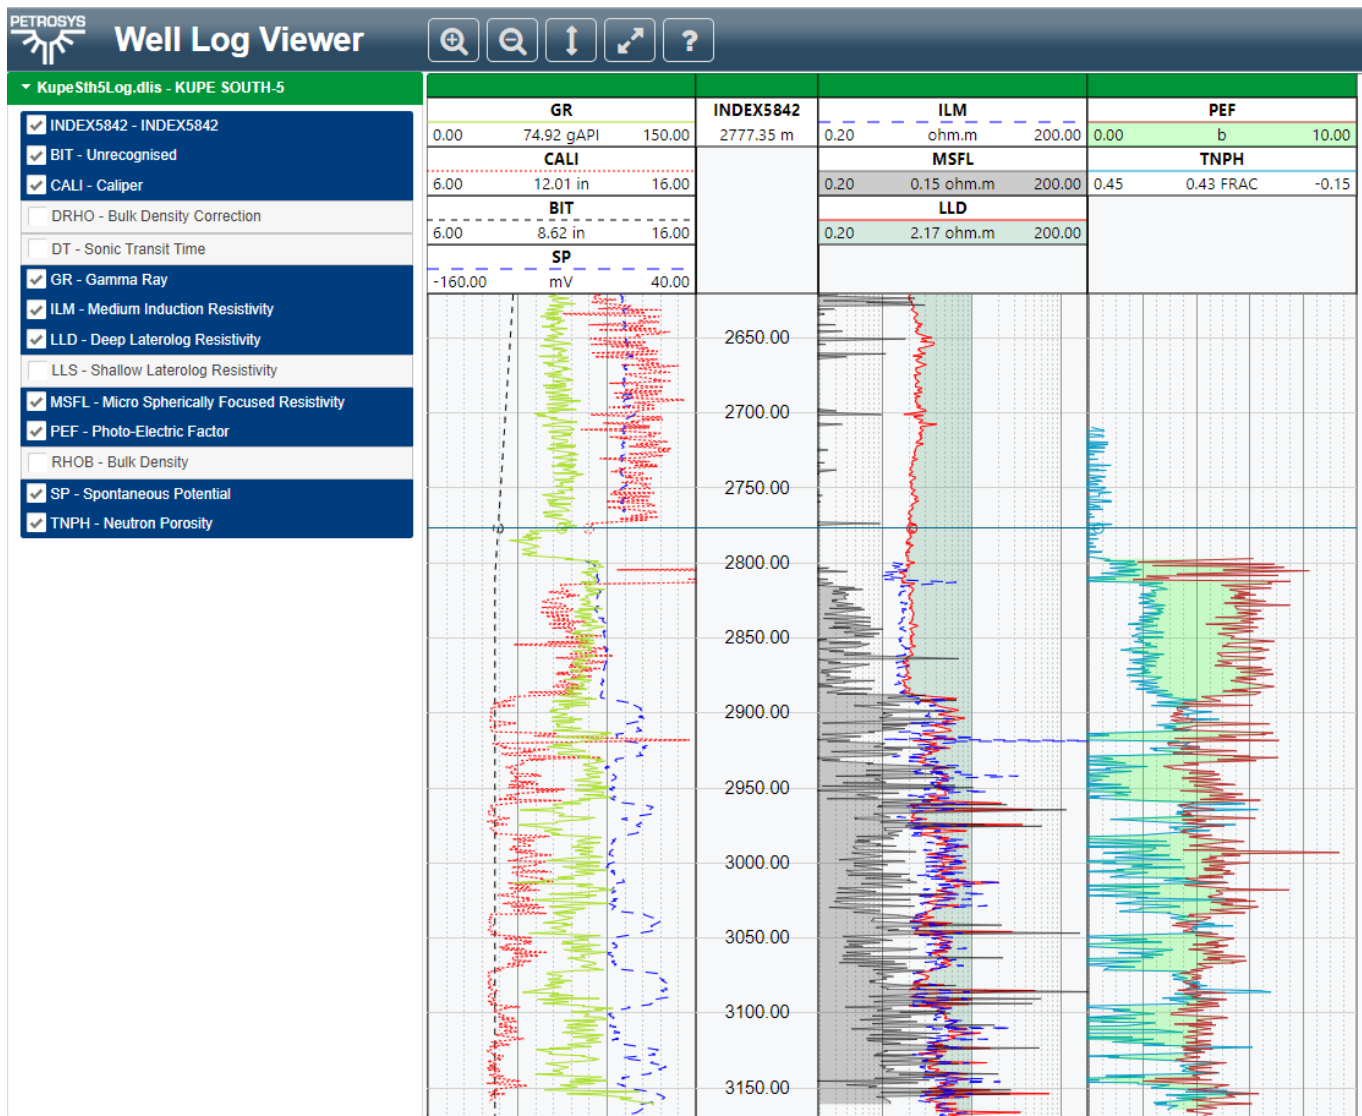 PETROSYS
Well Log Viewer
?
KupeSth5Log.dlis - KUPE SOUTH-5
INDEX5842 - INDEX5842
BIT - Unrecognised
CALI - Caliper
DRHO - Bulk Density Correction
DT - Sonic Transit Time
GR - Gamma Ray
ILM - Medium Induction Resistivity
LLD - Deep Laterolog Resistivity
LLS - Shallow Laterolog Resistivity
MSFL - Micro Spherically Focused Resistivity
PEF - Photo-Electric Factor
RHOB - Bulk Density
SP - Spontaneous Potential
TNPH - Neutron Porosity
GR
0.00 74.92 gAPI 150.00
CALI
6.00 12.01 in 16.00
BIT
6.00 8.62 in 16.00
SP
-160.00 mV 40.00
INDEX5842
2777.35 m
ILM
0.20 ohm.m 200.00
MSFL
0.20 0.15 ohm.m 200.00
LLD
0.20 2.17 ohm.m 200.00
PEF
0.00 b 10.00
TNPH
0.45 0.43 FRAC -0.15
2650.00
2700.00
2750.00
2800.00
2850.00
2900.00
2950.00
3000.00
3050.00
3100.00
3150.00